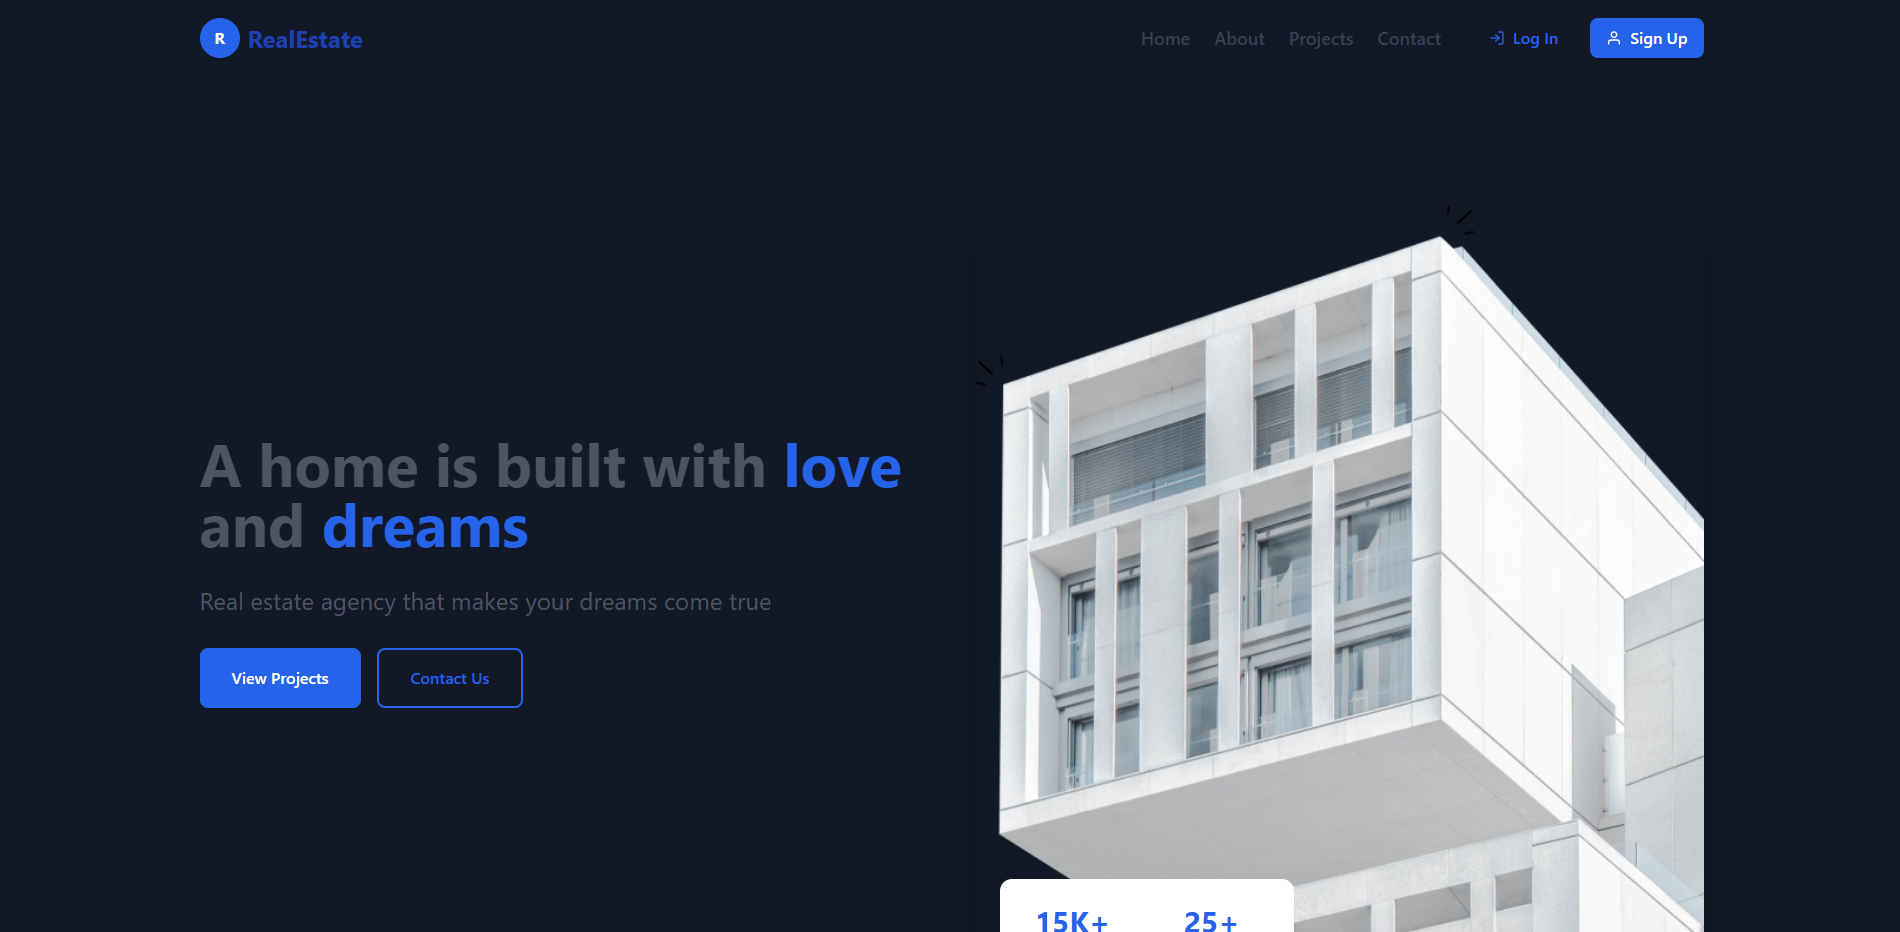 R RealEstate
Home About Projects Contact Log In Sign Up
A home is built with love
and dreams
Real estate agency that makes your dreams come true
View Projects Contact Us
15K+ 25+